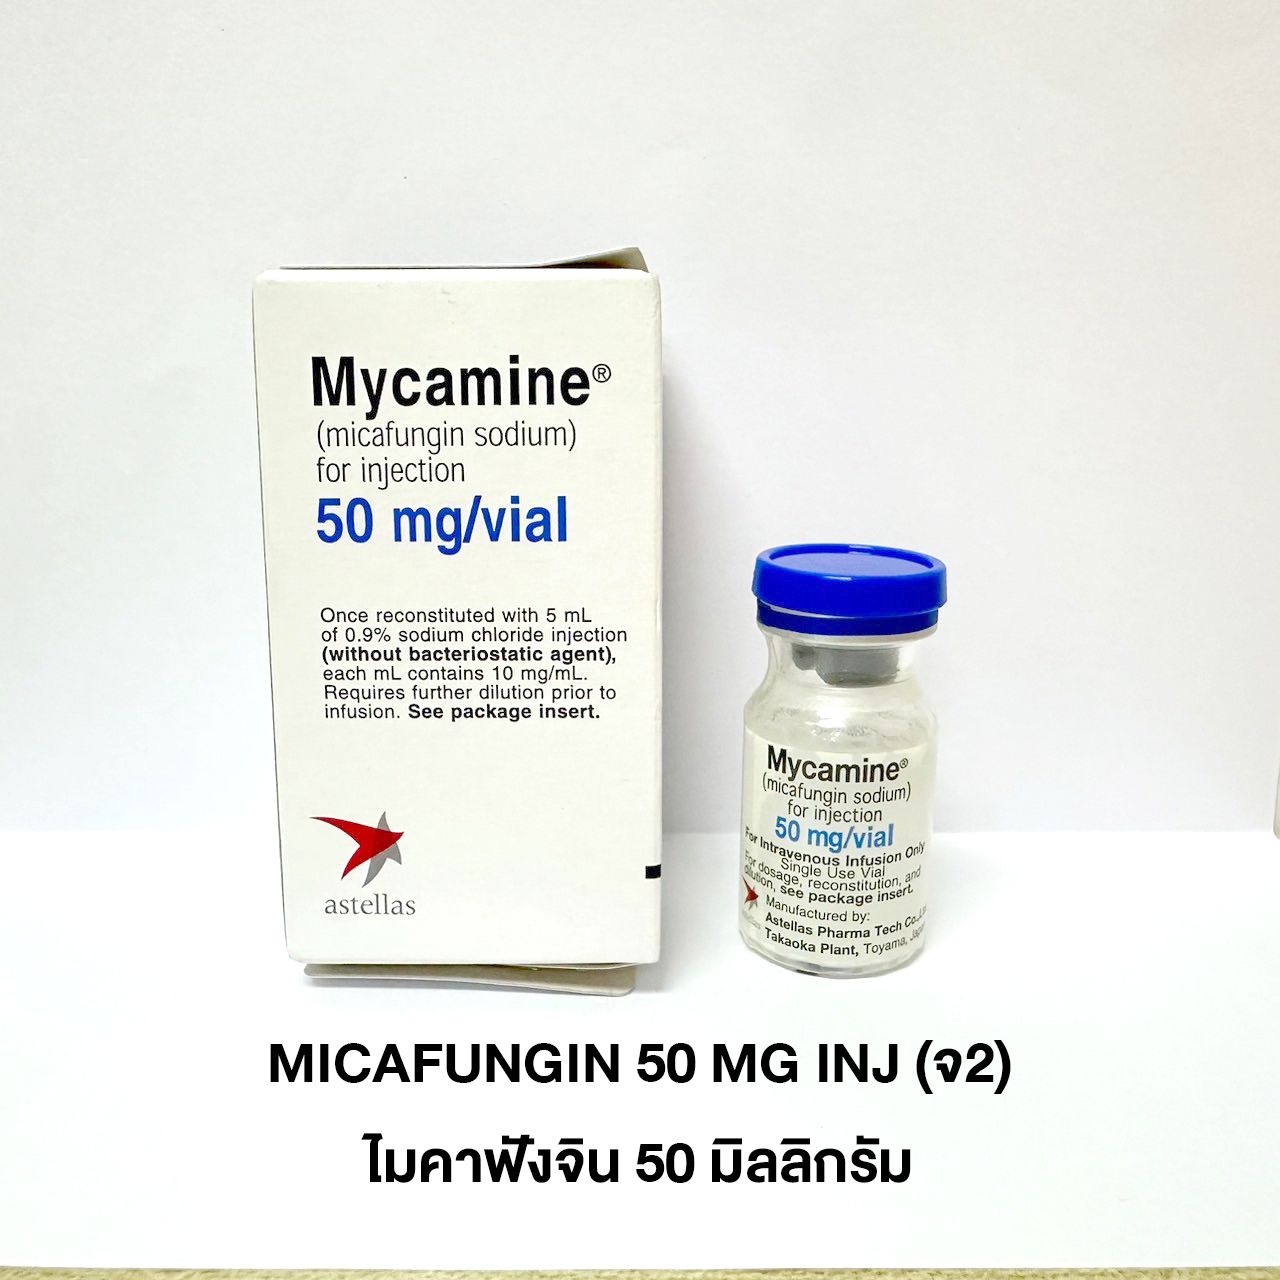 Mycamine®
(micafungin sodium)
for injection
50 mg/vial
Once reconstituted with 5 mL
of 0.9% sodium chloride injection
(without bacteriostatic agent),
each mL contains 10 mg/mL.
Requires further dilution prior to
infusion. See package insert.
astellas
Mycamine®
(micafungin sodium)
for injection
50 mg/vial
For Intravenous Infusion Only
Single Use Vial
For dosage, reconstitution, and
dilution, see package insert.
Manufactured by:
Astellas Pharma Tech Co.,
Takaoka Plant, Toyama,
MICAFUNGIN 50 MG INJ (จ2)
ไมคาฟังจิน 50 มิลลิกรัม